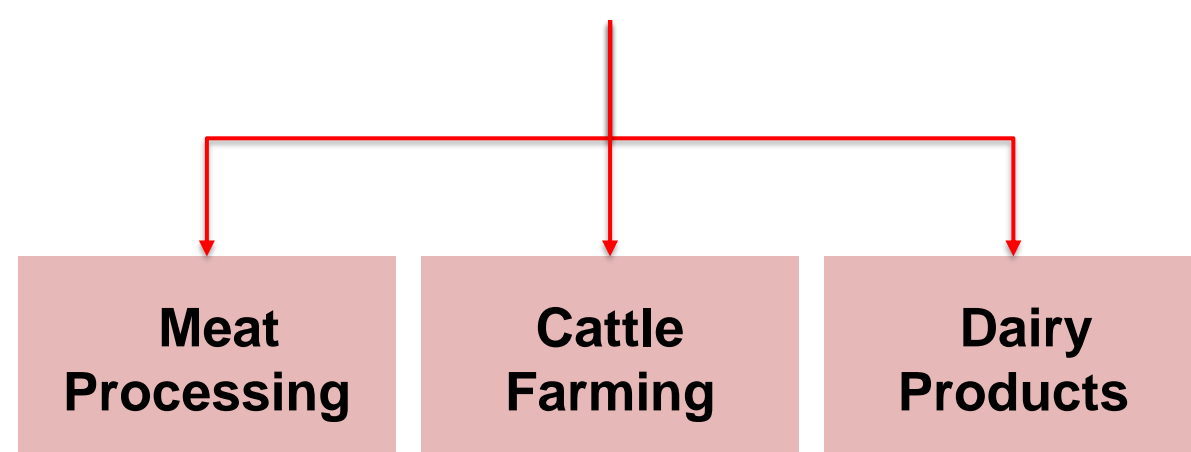 Meat
Processing
Cattle
Farming
Dairy
Products